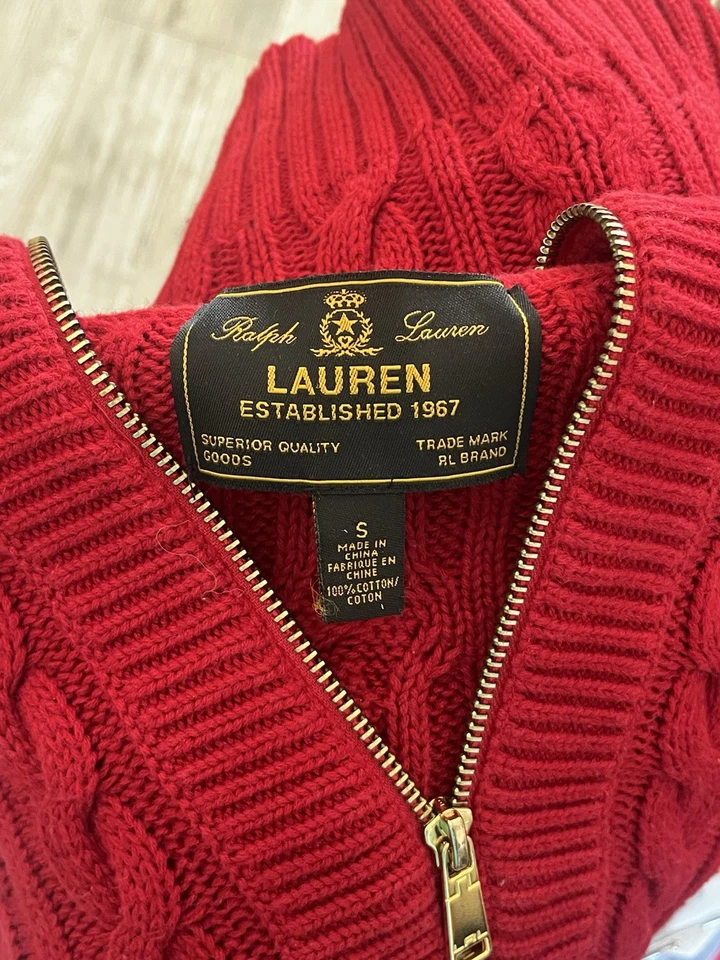 Ralph Lauren
LAUREN
ESTABLISHED 1967
SUPERIOR QUALITY
GOODS
TRADE MARK
RL BRAND
S
MADE IN
CHINA
FABRIQUE EN
CHINE
100% COTTON/
COTON
LRL